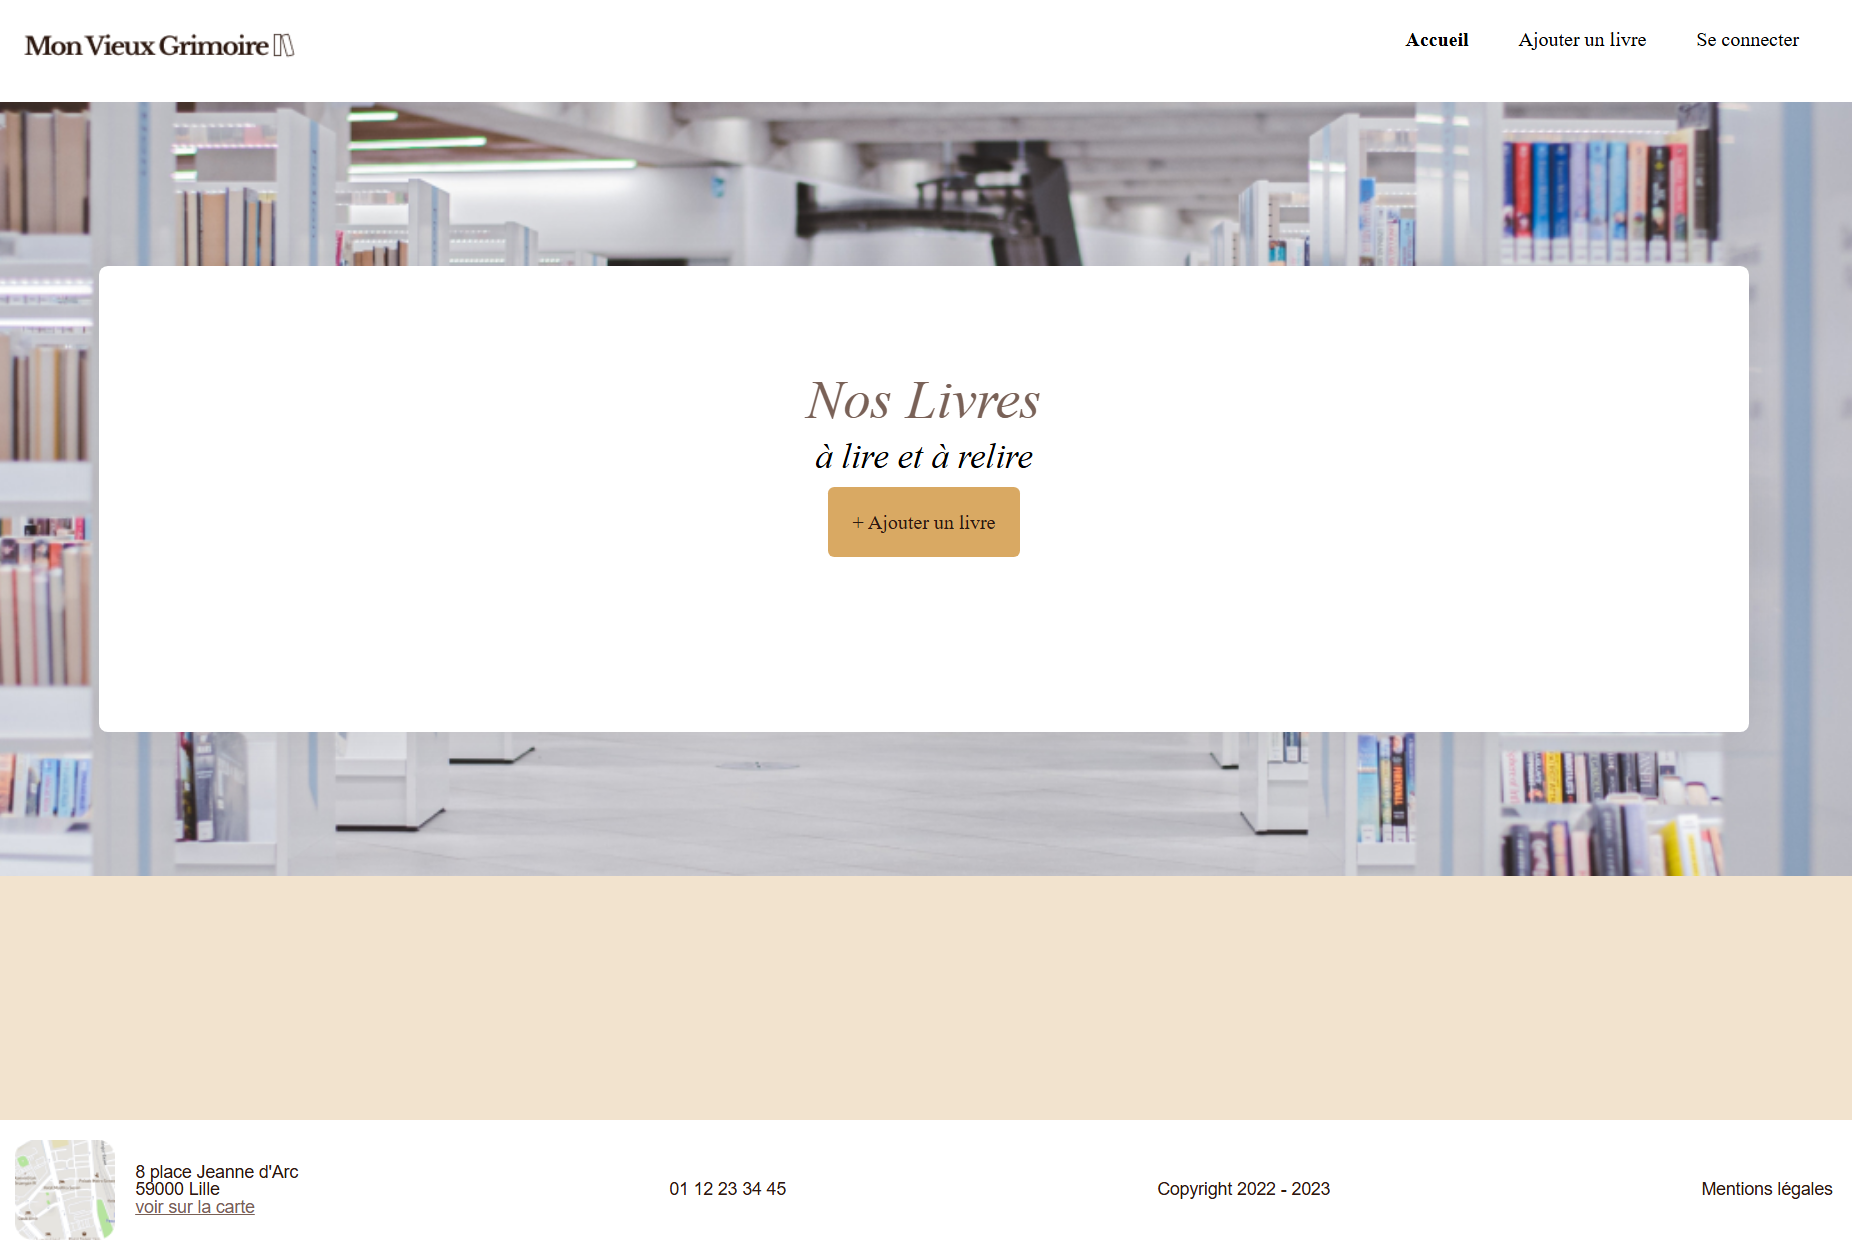 Mon Vieux Grimoire
Accueil
Ajouter un livre
Se connecter
Nos Livres
à lire et à relire
+ Ajouter un livre
8 place Jeanne d'Arc
59000 Lille
voir sur la carte
01 12 23 34 45
Copyright 2022 - 2023
Mentions légales